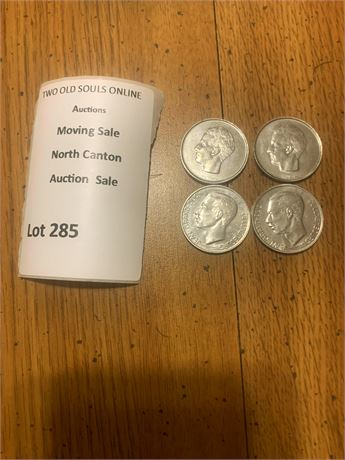 TWO OLD SOULS ONLINE
Auctions
Moving Sale
North Canton
Auction Sale
Lot 285